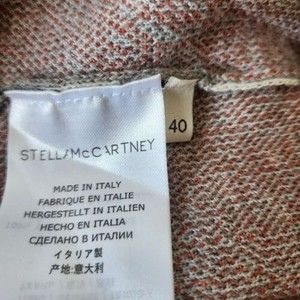 40
STELLA McCARTNEY
MADE IN ITALY
FABRIQUE EN ITALIE
HERGESTELLT IN ITALIEN
HECHO EN ITALIA
СДЕЛАНО В ИТАЛИИ
イタリア製
产地:意大利